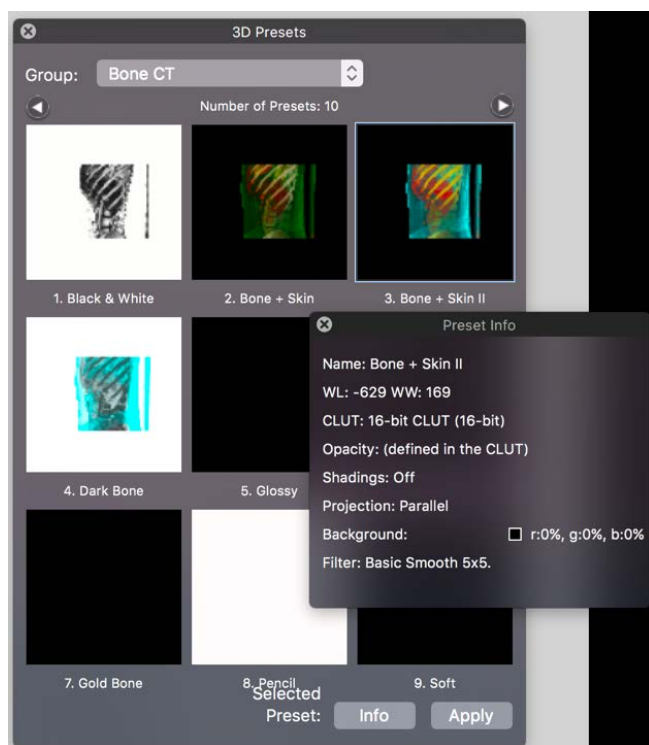 3D Presets
Group: Bone CT
Number of Presets: 10
1. Black & White
2. Bone + Skin
3. Bone + Skin II
4. Dark Bone
5. Glossy
7. Gold Bone
8. Pencil
9. Soft
Selected
Preset:
Info
Apply
Preset Info
Name: Bone + Skin II
WL: -629 WW: 169
CLUT: 16-bit CLUT (16-bit)
Opacity: (defined in the CLUT)
Shadings: Off
Projection: Parallel
Background: r:0%, g:0%, b:0%
Filter: Basic Smooth 5x5.